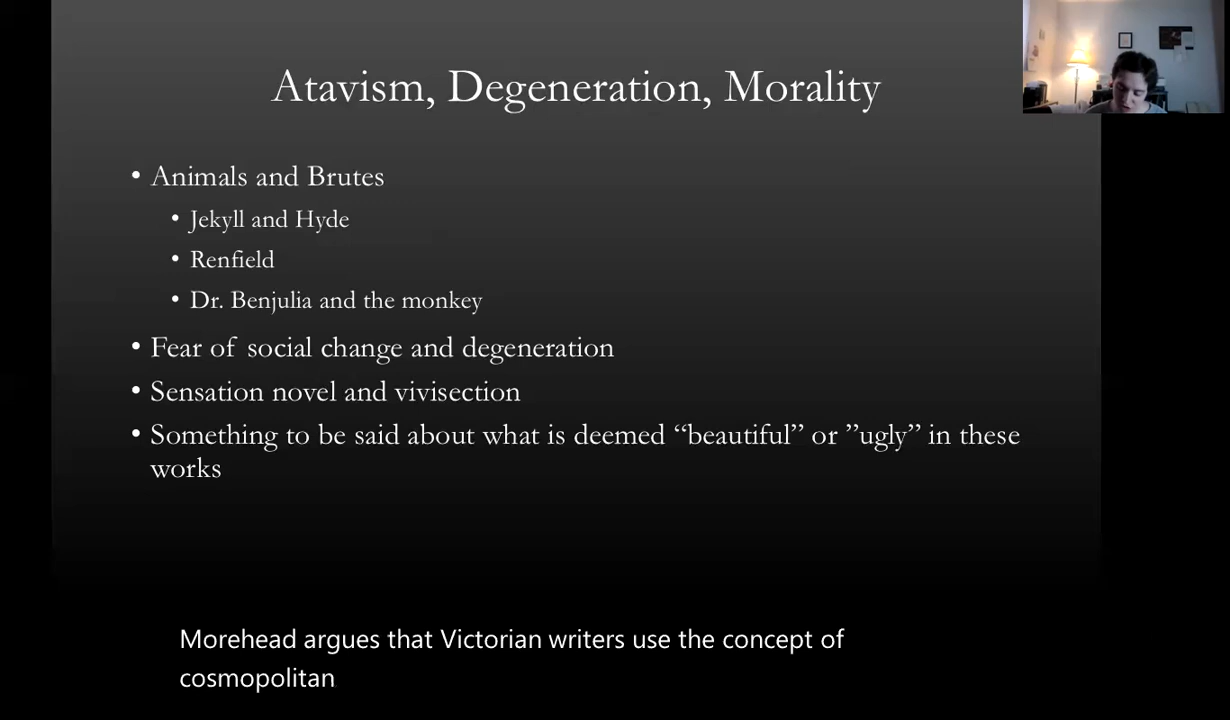 Atavism, Degeneration, Morality
• Animals and Brutes
• Jekyll and Hyde
• Renfield
• Dr. Benjulia and the monkey
• Fear of social change and degeneration
• Sensation novel and vivisection
• Something to be said about what is deemed “beautiful” or ”ugly” in these
works
Morehead argues that Victorian writers use the concept of
cosmopolitan